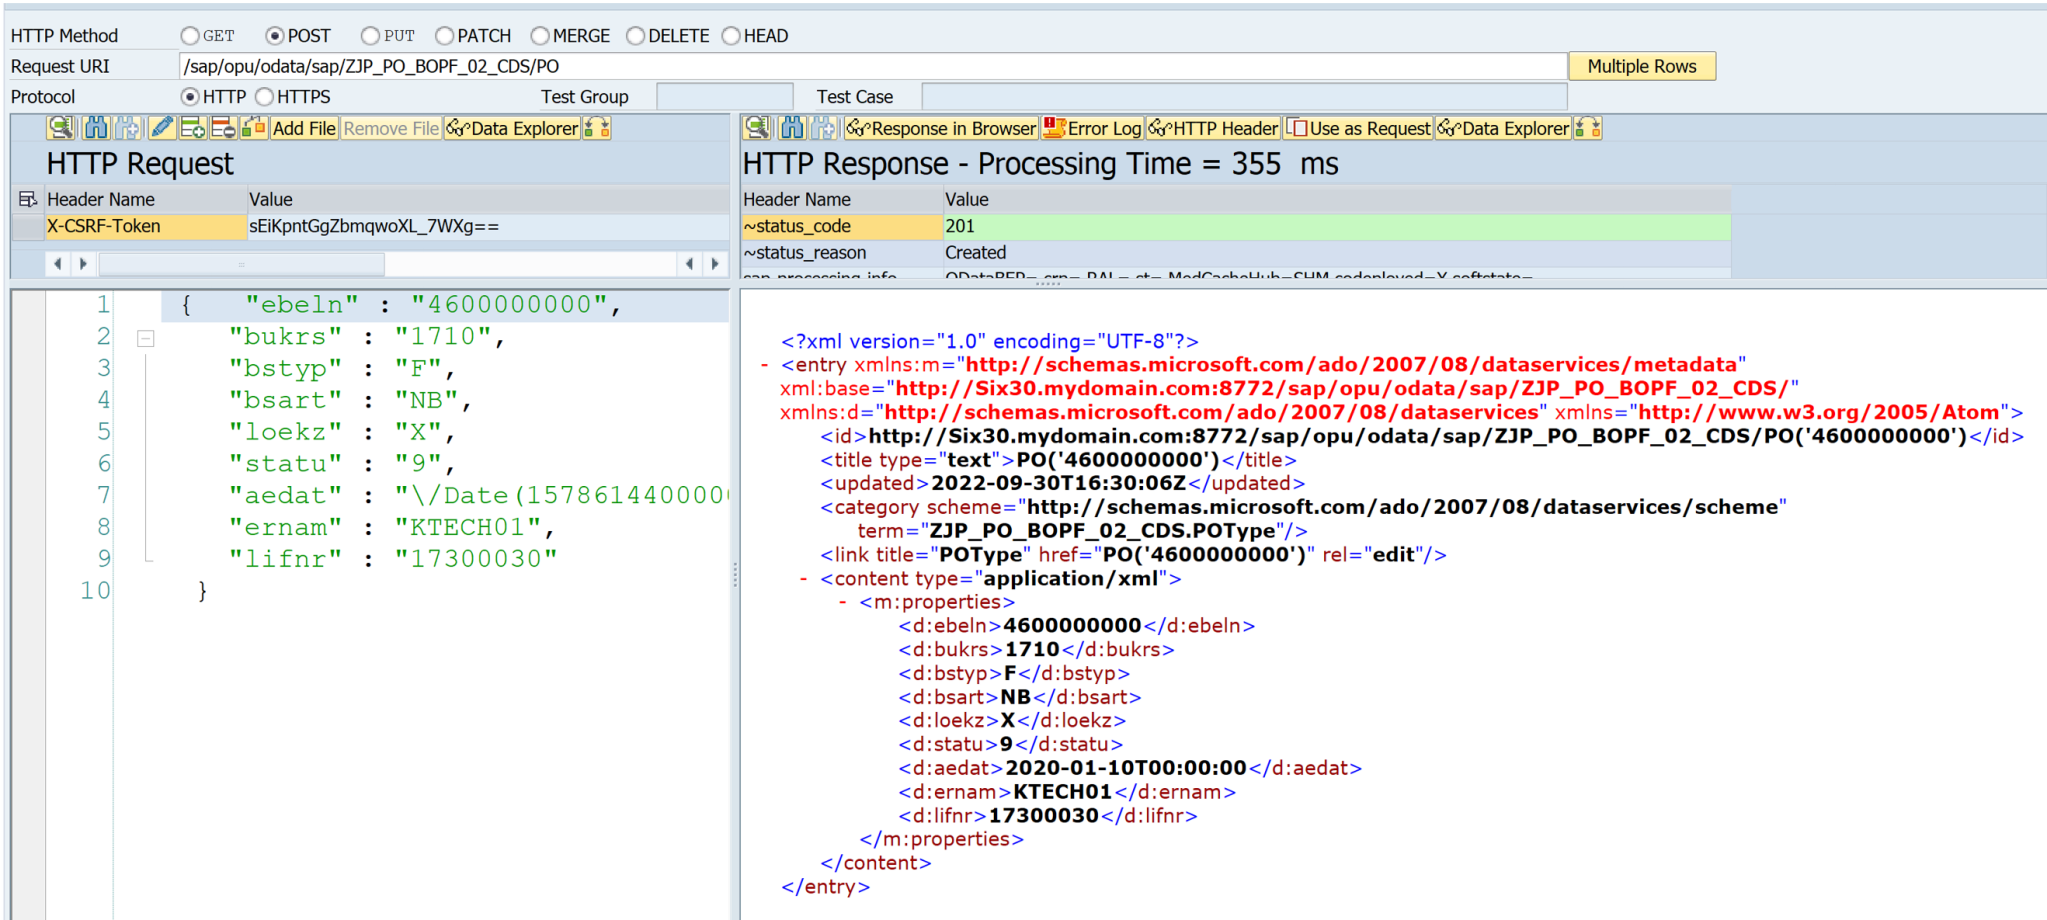 HTTP Method GET POST PUT PATCH MERGE DELETE HEAD
Request URI /sap/opu/odata/sap/ZJP_PO_BOPF_02_CDS/PO Multiple Rows
Protocol HTTP HTTPS Test Group Test Case
Add File Remove File Data Explorer
HTTP Request
Header Name Value
X-CSRF-Token sEiKpntGgZbmqwoXL_7WXg==
1 { "ebeln" : "4600000000",
2 "bukrs" : "1710",
3 "bstyp" : "F",
4 "bsart" : "NB",
5 "loekz" : "X",
6 "statu" : "9",
7 "aedat" : "\/Date(1578614400000
8 "ernam" : "KTECH01",
9 "lifnr" : "17300030"
10 }
Response in Browser Error Log HTTP Header Use as Request Data Explorer
HTTP Response - Processing Time = 355 ms
Header Name Value
~status_code 201
~status_reason Created
<?xml version="1.0" encoding="UTF-8"?>
- <entry xmlns:m="http://schemas.microsoft.com/ado/2007/08/dataservices/metadata"
xml:base="http://Six30.mydomain.com:8772/sap/opu/odata/sap/ZJP_PO_BOPF_02_CDS/"
xmlns:d="http://schemas.microsoft.com/ado/2007/08/dataservices" xmlns="http://www.w3.org/2005/Atom">
<id>http://Six30.mydomain.com:8772/sap/opu/odata/sap/ZJP_PO_BOPF_02_CDS/PO('4600000000')</id>
<title type="text">PO('4600000000')</title>
<updated>2022-09-30T16:30:06Z</updated>
<category scheme="http://schemas.microsoft.com/ado/2007/08/dataservices/scheme"
term="ZJP_PO_BOPF_02_CDS.POType"/>
<link title="POType" href="PO('4600000000')" rel="edit"/>
- <content type="application/xml">
- <m:properties>
<d:ebeln>4600000000</d:ebeln>
<d:bukrs>1710</d:bukrs>
<d:bstyp>F</d:bstyp>
<d:bsart>NB</d:bsart>
<d:loekz>X</d:loekz>
<d:statu>9</d:statu>
<d:aedat>2020-01-10T00:00:00</d:aedat>
<d:ernam>KTECH01</d:ernam>
<d:lifnr>17300030</d:lifnr>
</m:properties>
</content>
</entry>